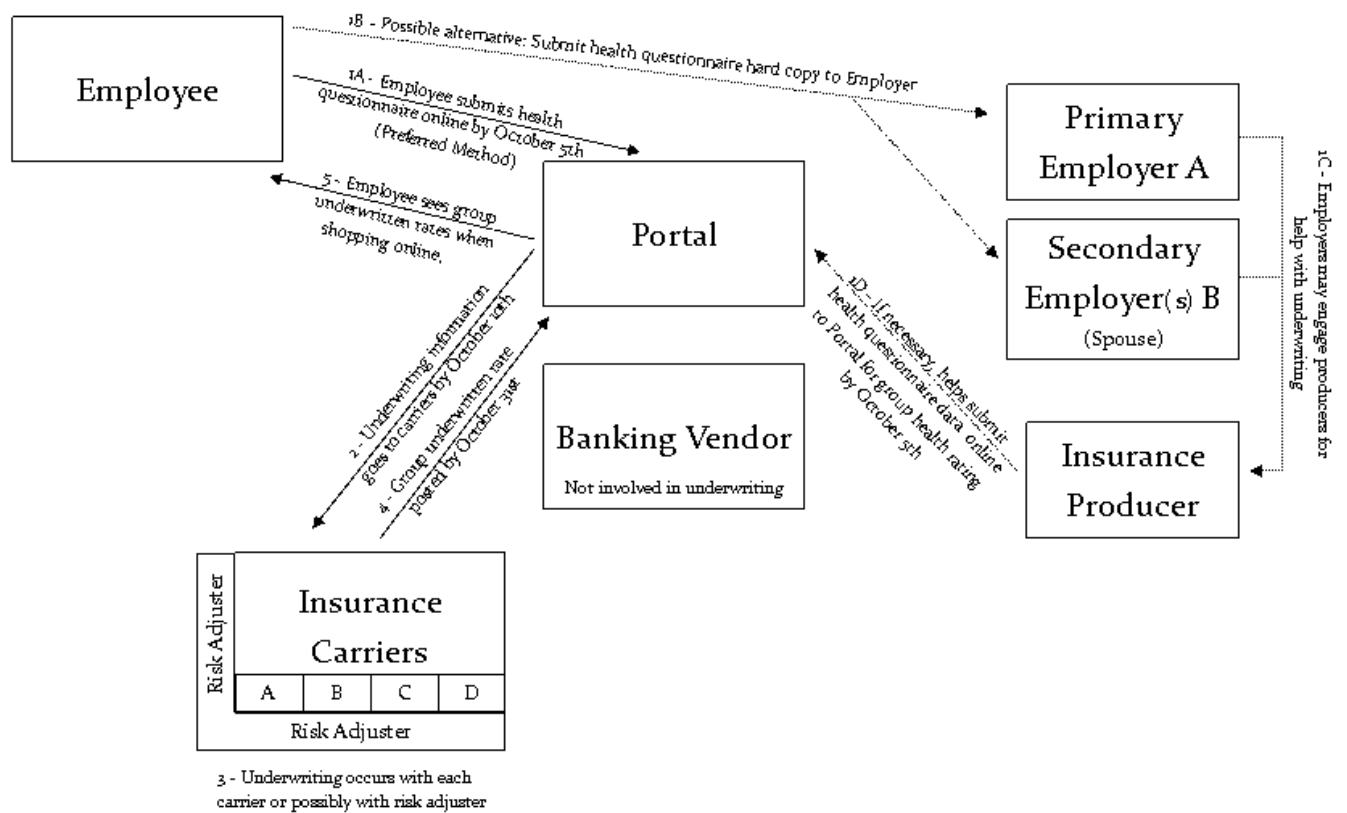 Employee
1B - Possible alternative: Submit health questionnaire hard copy to Employer
1A - Employee submits health
questionnaire online by October 5th
(Preferred Method)
5 - Employee sees group
underwritten rates when
shopping online.
Portal
Primary
Employer A
Secondary
Employer(s) B
(Spouse)
1C - Employers may engage producers for
help with underwriting
1D - If necessary, helps submit
health questionnaire data online
to Portal for group health rating
by October 5th
2 - Underwriting information
goes to carriers by October 10th
4 - Group underwritten rate
posted by October 31st
Banking Vendor
Not involved in underwriting
Insurance
Producer
Risk Adjuster
Insurance
Carriers
A B C D
Risk Adjuster
3 - Underwriting occurs with each
carrier or possibly with risk adjuster